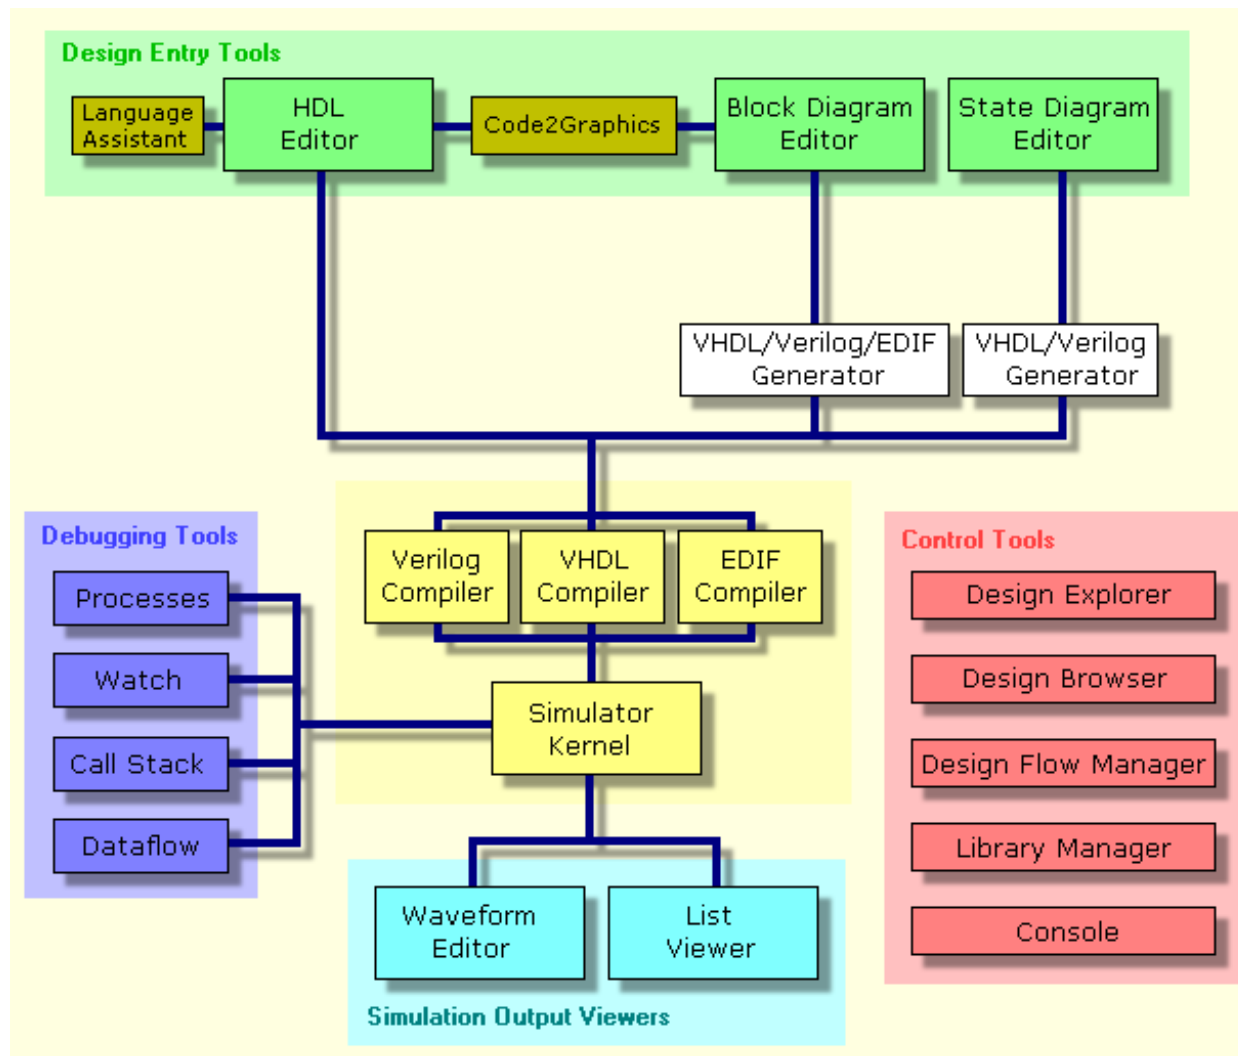 Design Entry Tools
Language
Assistant
HDL
Editor
Code2Graphics
Block Diagram
Editor
State Diagram
Editor
VHDL/Verilog/EDIF
Generator
VHDL/Verilog
Generator
Debugging Tools
Processes
Watch
Call Stack
Dataflow
Verilog
Compiler
VHDL
Compiler
EDIF
Compiler
Simulator
Kernel
Control Tools
Design Explorer
Design Browser
Design Flow Manager
Library Manager
Console
Waveform
Editor
List
Viewer
Simulation Output Viewers